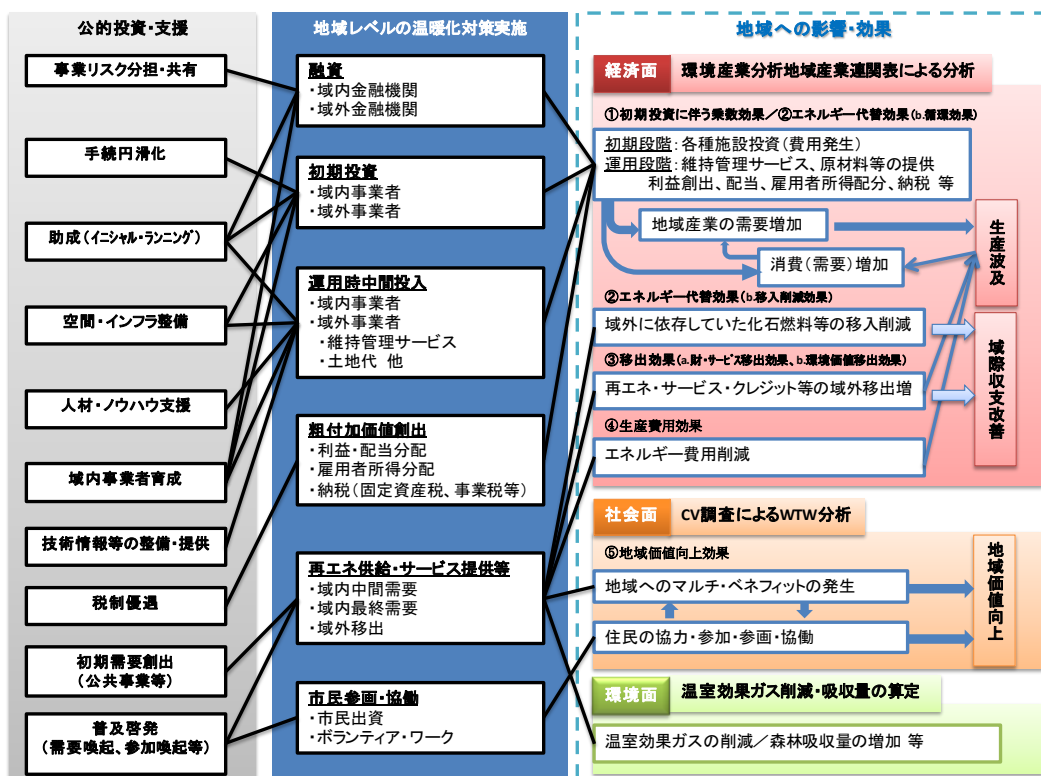 公的投資・支援
事業リスク分担・共有
手続円滑化
助成(イニシャル・ランニング)
空間・インフラ整備
人材・ノウハウ支援
域内事業者育成
技術情報等の整備・提供
税制優遇
初期需要創出
(公共事業等)
普及啓発
(需要喚起、参加喚起等)
地域レベルの温暖化対策実施
融資
・域内金融機関
・域外金融機関
初期投資
・域内事業者
・域外事業者
運用時中間投入
・域内事業者
・域外事業者
・維持管理サービス
・土地代 他
粗付加価値創出
・利益・配当分配
・雇用者所得分配
・納税(固定資産税、事業税等)
再エネ供給・サービス提供等
・域内中間需要
・域内最終需要
・域外移出
市民参画・協働
・市民出資
・ボランティア・ワーク
地域への影響・効果
経済面 環境産業分析地域産業連関表による分析
①初期投資に伴う乗数効果/②エネルギー代替効果(b.循環効果)
初期段階:各種施設投資(費用発生)
運用段階:維持管理サービス、原材料等の提供
利益創出、配当、雇用者所得配分、納税 等
地域産業の需要増加
消費(需要)増加
生産波及
②エネルギー代替効果(b.移入削減効果)
域外に依存していた化石燃料等の移入削減
③移出効果(a.財・サービス移出効果、b.環境価値移出効果)
再エネ・サービス・クレジット等の域外移出増
域際収支改善
④生産費用効果
エネルギー費用削減
社会面 CV調査によるWTW分析
⑤地域価値向上効果
地域へのマルチ・ベネフィットの発生
住民の協力・参加・参画・協働
地域価値向上
環境面 温室効果ガス削減・吸収量の算定
温室効果ガスの削減/森林吸収量の増加 等